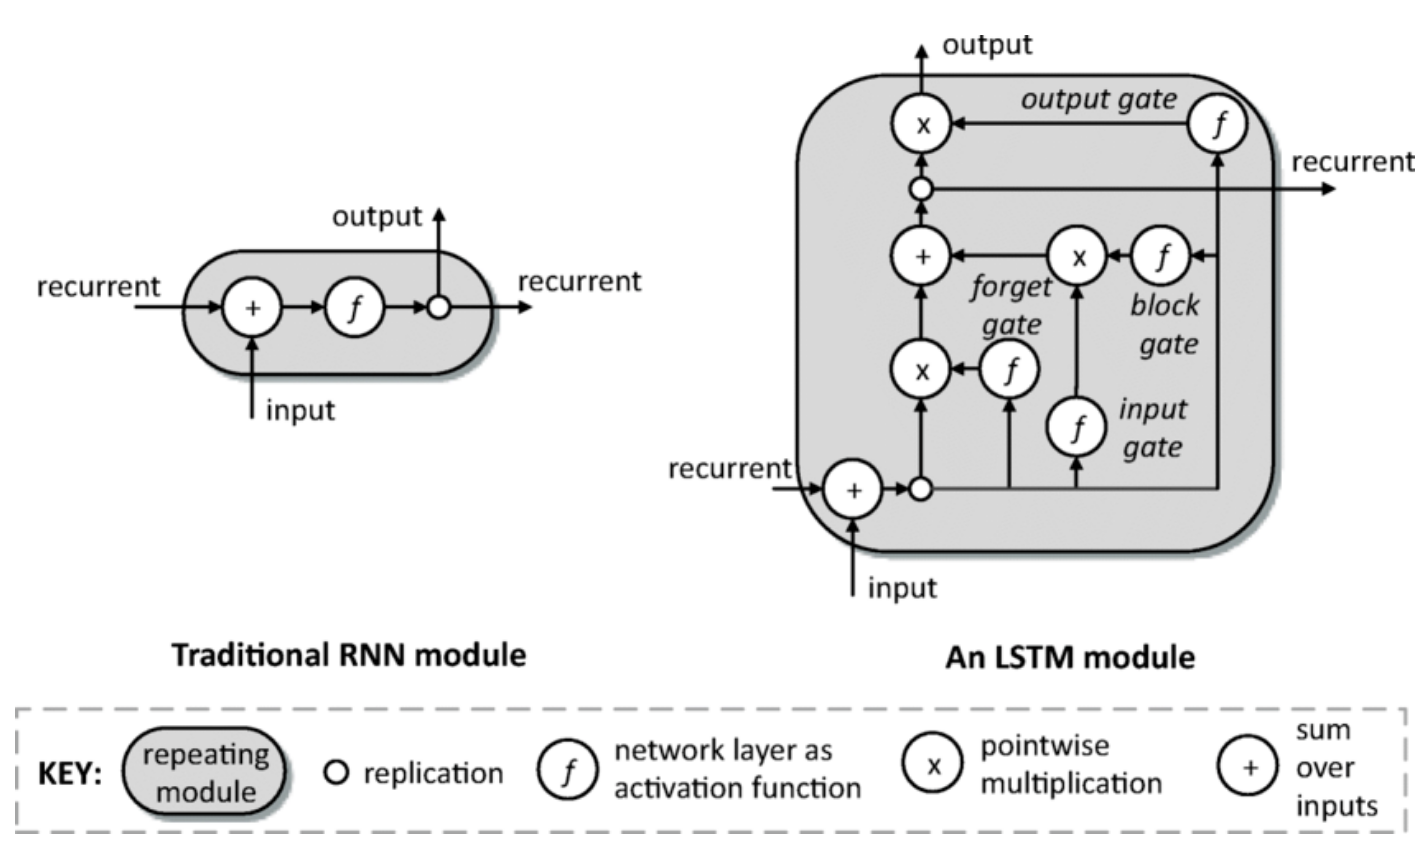 recurrent
+
f
output
recurrent
input
Traditional RNN module
output
x
output gate
f
recurrent
+
x
f
forget
gate
block
gate
x
f
f
input
gate
recurrent
+
input
An LSTM module
KEY:
repeating
module
replication
f
network layer as
activation function
x
pointwise
multiplication
+
sum
over
inputs